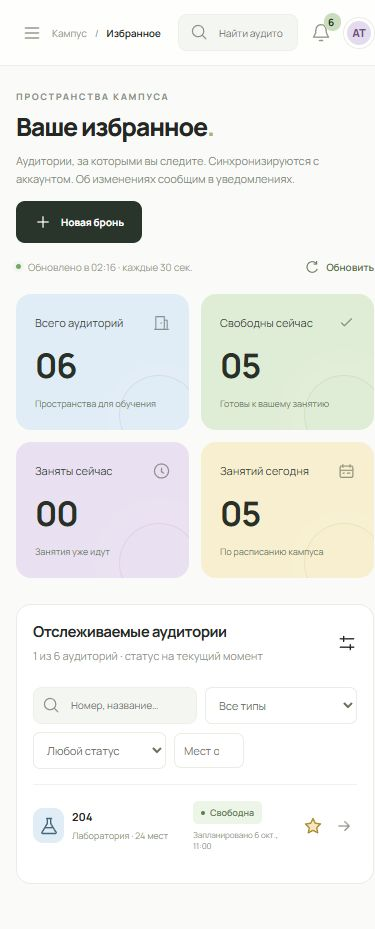 Кампус / Избранное
Найти аудито
6
AT
ПРОСТРАНСТВА КАМПУСА
Ваше избранное.
Аудитории, за которыми вы следите. Синхронизируются с
аккаунтом. Об изменениях сообщим в уведомлениях.
Новая бронь
Обновлено в 02:16 · каждые 30 сек.
Обновить
Всего аудиторий
06
Пространства для обучения
Свободны сейчас
05
Готовы к вашему занятию
Заняты сейчас
00
Занятия уже идут
Занятий сегодня
05
По расписанию кампуса
Отслеживаемые аудитории
1 из 6 аудиторий · статус на текущий момент
Номер, название…
Все типы
Любой статус
Мест о
204
Лаборатория · 24 мест
Свободна
Запланировано 6 окт.,
11:00